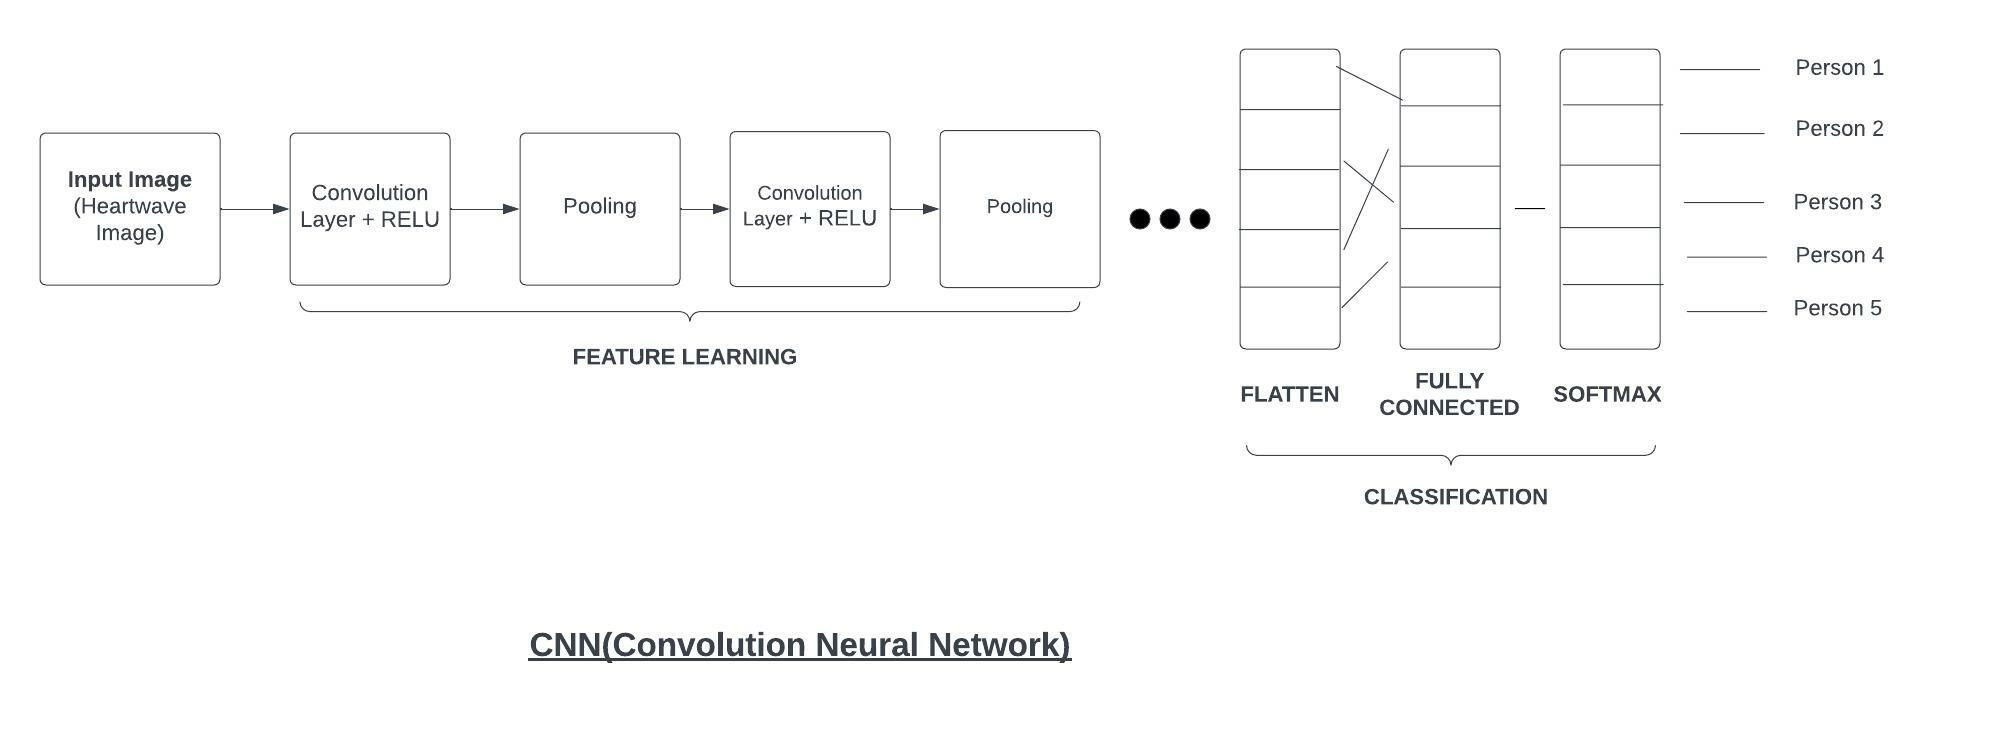 Input Image
(Heartwave
Image)
Convolution
Layer + RELU
Pooling
Convolution
Layer + RELU
Pooling
FEATURE LEARNING
FLATTEN
FULLY
CONNECTED
SOFTMAX
CLASSIFICATION
Person 1
Person 2
Person 3
Person 4
Person 5
CNN(Convolution Neural Network)